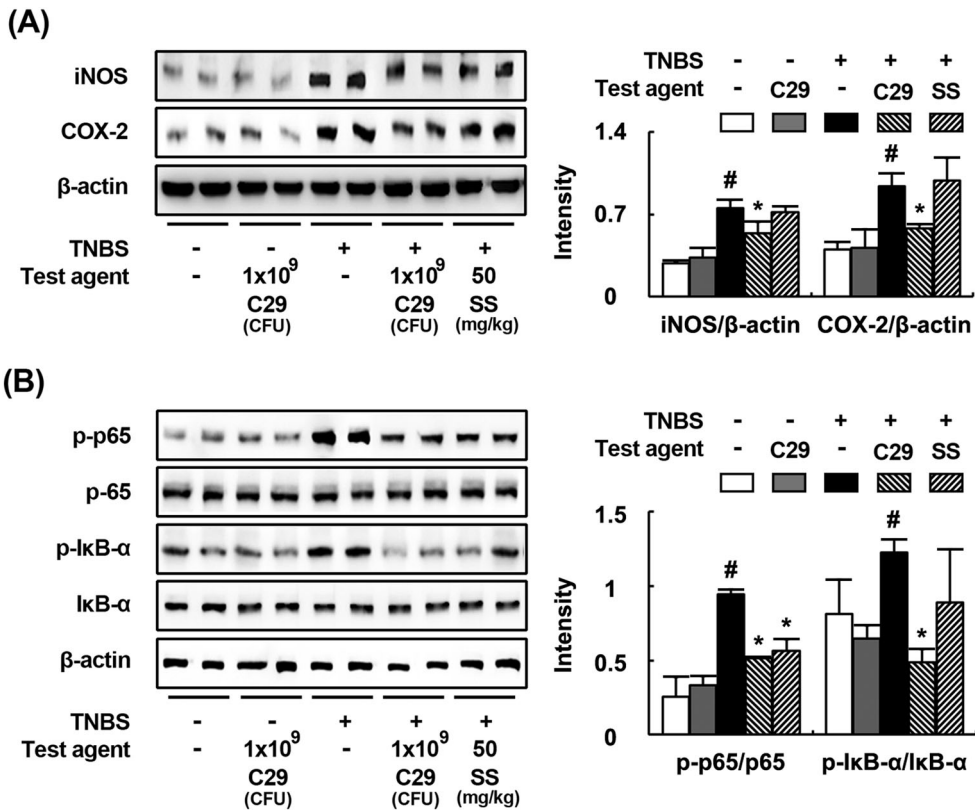 (A)
iNOS
COX-2
β-actin
TNBS - - + + +
Test agent - 1x10⁹ - 1x10⁹ 50
C29 C29 SS
(CFU) (CFU) (mg/kg)
TNBS - - + + +
Test agent - C29 - C29 SS
1.4
0.7
0
Intensity
# * # *
iNOS/β-actin COX-2/β-actin
(B)
p-p65
p-65
p-IκB-α
IκB-α
β-actin
TNBS - - + + +
Test agent - 1x10⁹ - 1x10⁹ 50
C29 C29 SS
(CFU) (CFU) (mg/kg)
TNBS - - + + +
Test agent - C29 - C29 SS
1.5
1
0.5
0
Intensity
# * * # *
p-p65/p65 p-IκB-α/IκB-α